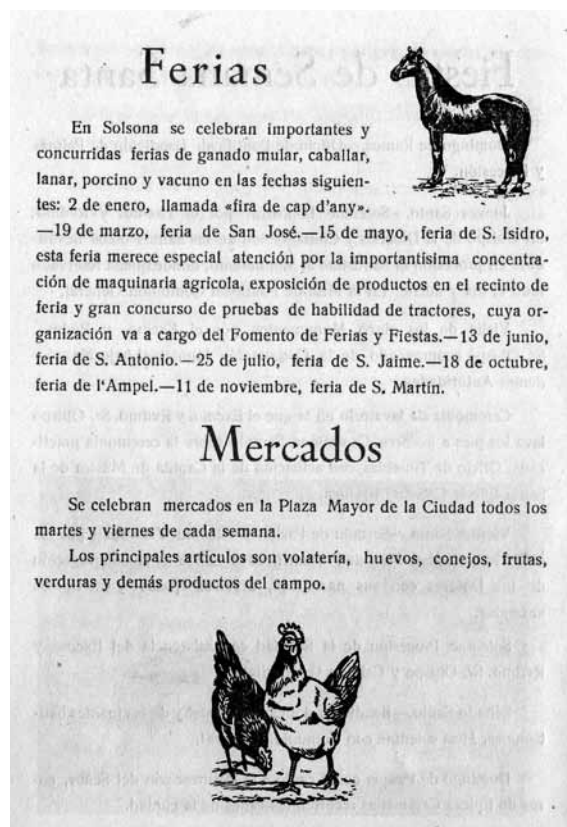 Ferias
En Solsona se celebran importantes y
concurridas ferias de ganado mular, caballar,
lanar, porcino y vacuno a las fechas siguien-
tes: 2 de enero, llamada «fira de cap d'any».
—19 de marzo, feria de San José.—15 de mayo, feria de S. Isidro,
esta feria merece especial atención por la importantisima concentra-
ción de maquinaria agrícola, exposición de productos en el recinto de
feria y gran concurso de pruebas de habilidad de tractores, cuya or-
ganización va a cargo del Fomento de Ferias y Fiestas.—13 de junio,
feria de S. Antonio.—25 de julio, feria de S. Jaime.—18 de octubre,
feria de l'Ampel.—11 de noviembre, feria de S. Martín.
Mercados
Se celebran mercados en la Plaza Mayor de la Ciudad todos los
martes y viernes de cada semana.
Los principales artículos son volatería, huevos, conejos, frutas,
verduras y demás productos del campo.